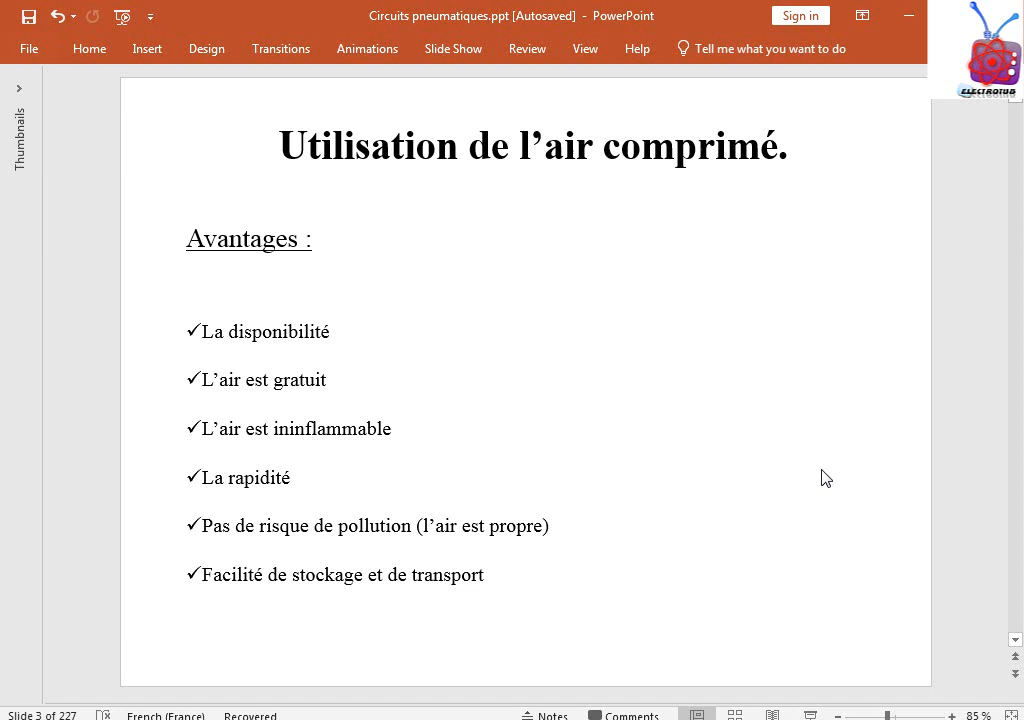 Circuits pneumatiques.ppt [Autosaved] - PowerPoint
Sign in
File Home Insert Design Transitions Animations Slide Show Review View Help Tell me what you want to do
ELECTROTUB
Thumbnails
Utilisation de l’air comprimé.
Avantages :
✓La disponibilité
✓L’air est gratuit
✓L’air est ininflammable
✓La rapidité
✓Pas de risque de pollution (l’air est propre)
✓Facilité de stockage et de transport
Slide 3 of 227 French (France) Recovered Notes Comments 85 %